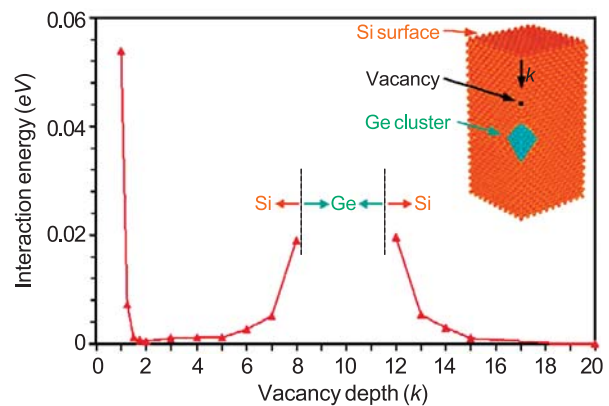 0.06
0.04
0.02
0
Interaction energy (eV)
Si surface
k
Vacancy
Ge cluster
Si Ge Si
0 2 4 6 8 10 12 14 16 18 20
Vacancy depth (k)